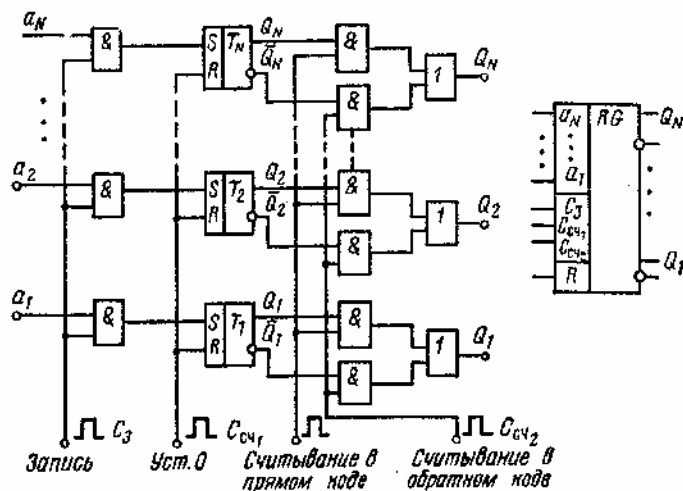 a_N & S T_N Q_N & 1 Q_N
R Q̄_N &
a_N RG Q_N
a_2 & S T_2 Q_2 & 1 Q_2
R Q̄_2 &
a_1
C_З
C_сч1
C_сч2
R Q_1
a_1 & S T_1 Q_1 & 1 Q_1
R Q̄_1 &
C_З C_сч1 C_сч2
Запись Уст. 0 Считывание в Считывание в
прямом коде обратном коде